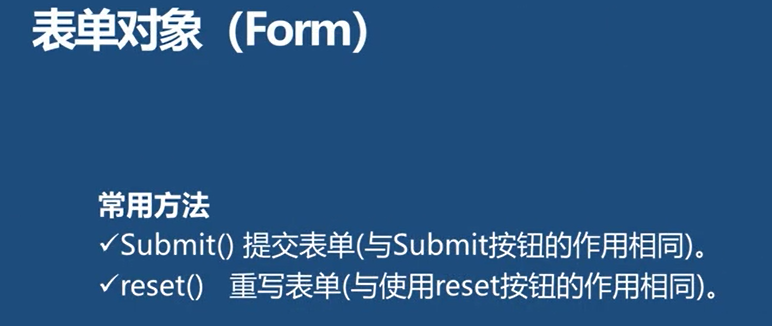 表单对象（Form）
常用方法
✓Submit() 提交表单(与Submit按钮的作用相同)。
✓reset() 重写表单(与使用reset按钮的作用相同)。